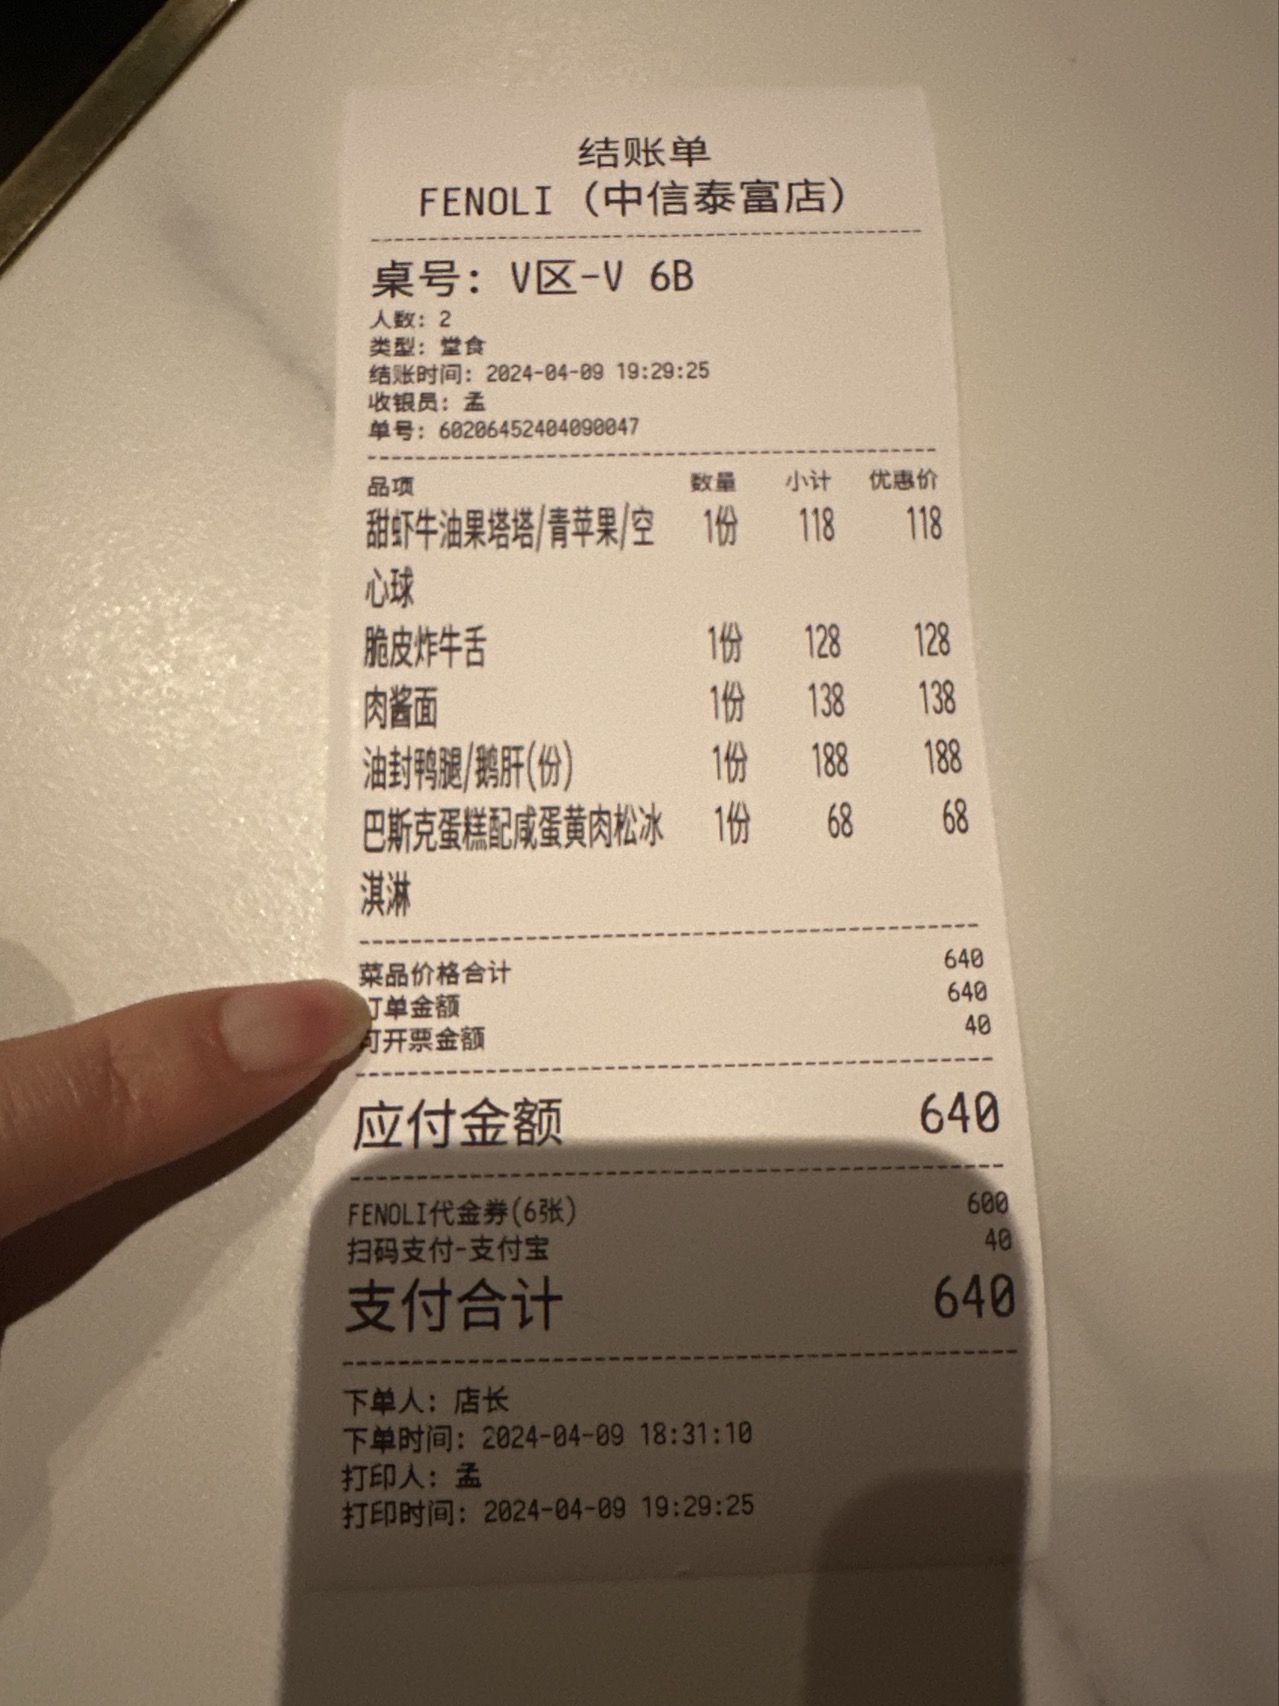 结账单
FENOLI (中信泰富店)
桌号: V区-V 6B
人数: 2
类型: 堂食
结账时间: 2024-04-09 19:29:25
收银员: 孟
单号: 60206452404090047
品项 数量 小计 优惠价
甜虾牛油果塔塔/青苹果/空 1份 118 118
心球
脆皮炸牛舌 1份 128 128
肉酱面 1份 138 138
油封鸭腿/鹅肝(份) 1份 188 188
巴斯克蛋糕配咸蛋黄肉松冰 1份 68 68
淇淋
菜品价格合计 640
订单金额 640
可开票金额 40
应付金额 640
FENOLI代金券(6张) 600
扫码支付-支付宝 40
支付合计 640
下单人: 店长
下单时间: 2024-04-09 18:31:10
打印人: 孟
打印时间: 2024-04-09 19:29:25